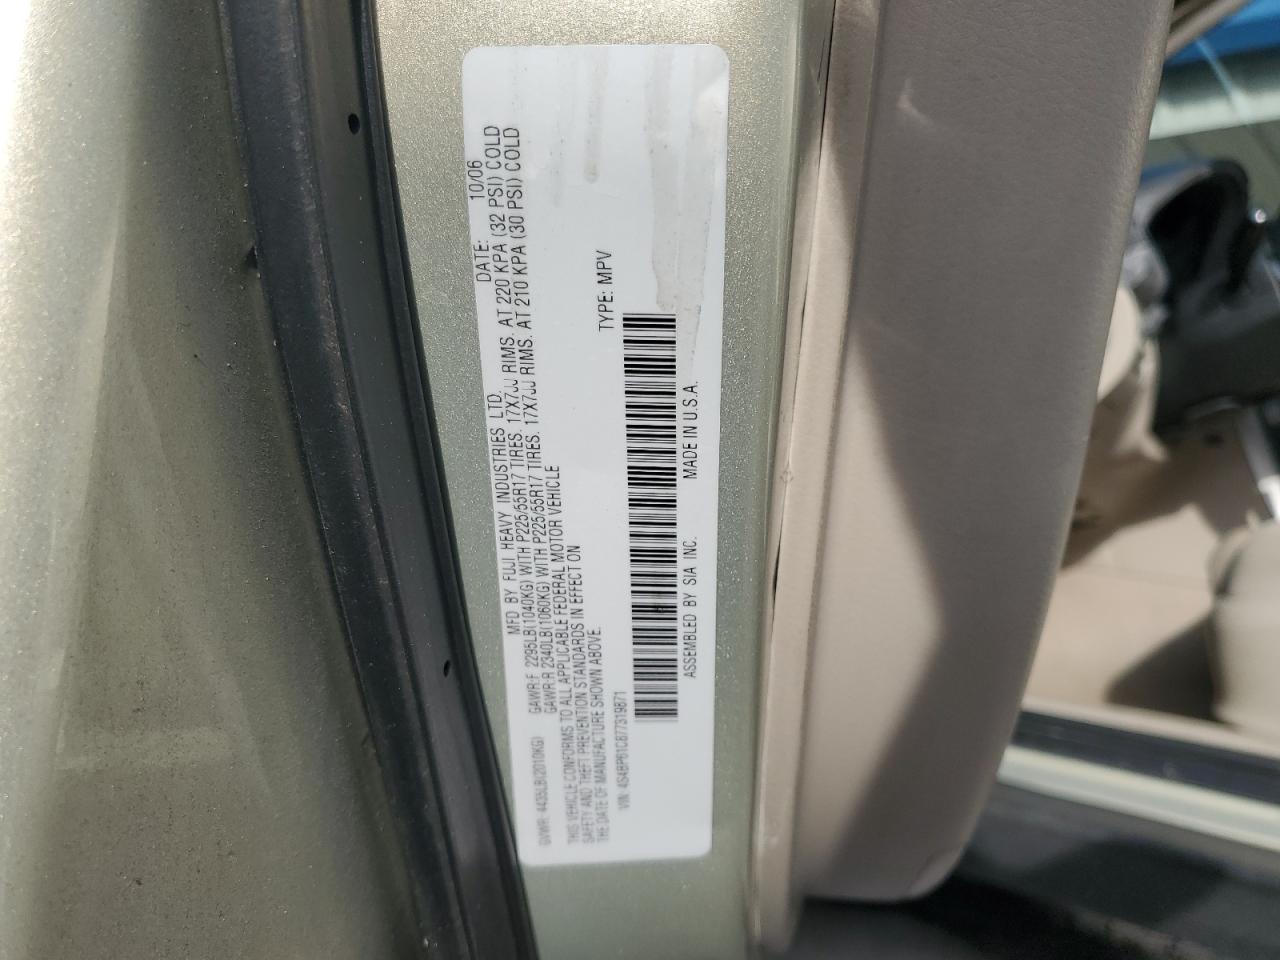 MFD BY FUJI HEAVY INDUSTRIES LTD. DATE: 10/06
GVWR: 4435LB(2010KG) GAWR:F 2295LB(1040KG) WITH P225/55R17 TIRES. 17X7JJ RIMS. AT 220 KPA (32 PSI) COLD
GAWR:R 2340LB(1060KG) WITH P225/55R17 TIRES. 17X7JJ RIMS. AT 210 KPA (30 PSI) COLD
THIS VEHICLE CONFORMS TO ALL APPLICABLE FEDERAL MOTOR VEHICLE
SAFETY AND THEFT PREVENTION STANDARDS IN EFFECT ON
THE DATE OF MANUFACTURE SHOWN ABOVE.
VIN: 4S4BP61C877319871 TYPE: MPV
ASSEMBLED BY SIA INC. MADE IN U.S.A.